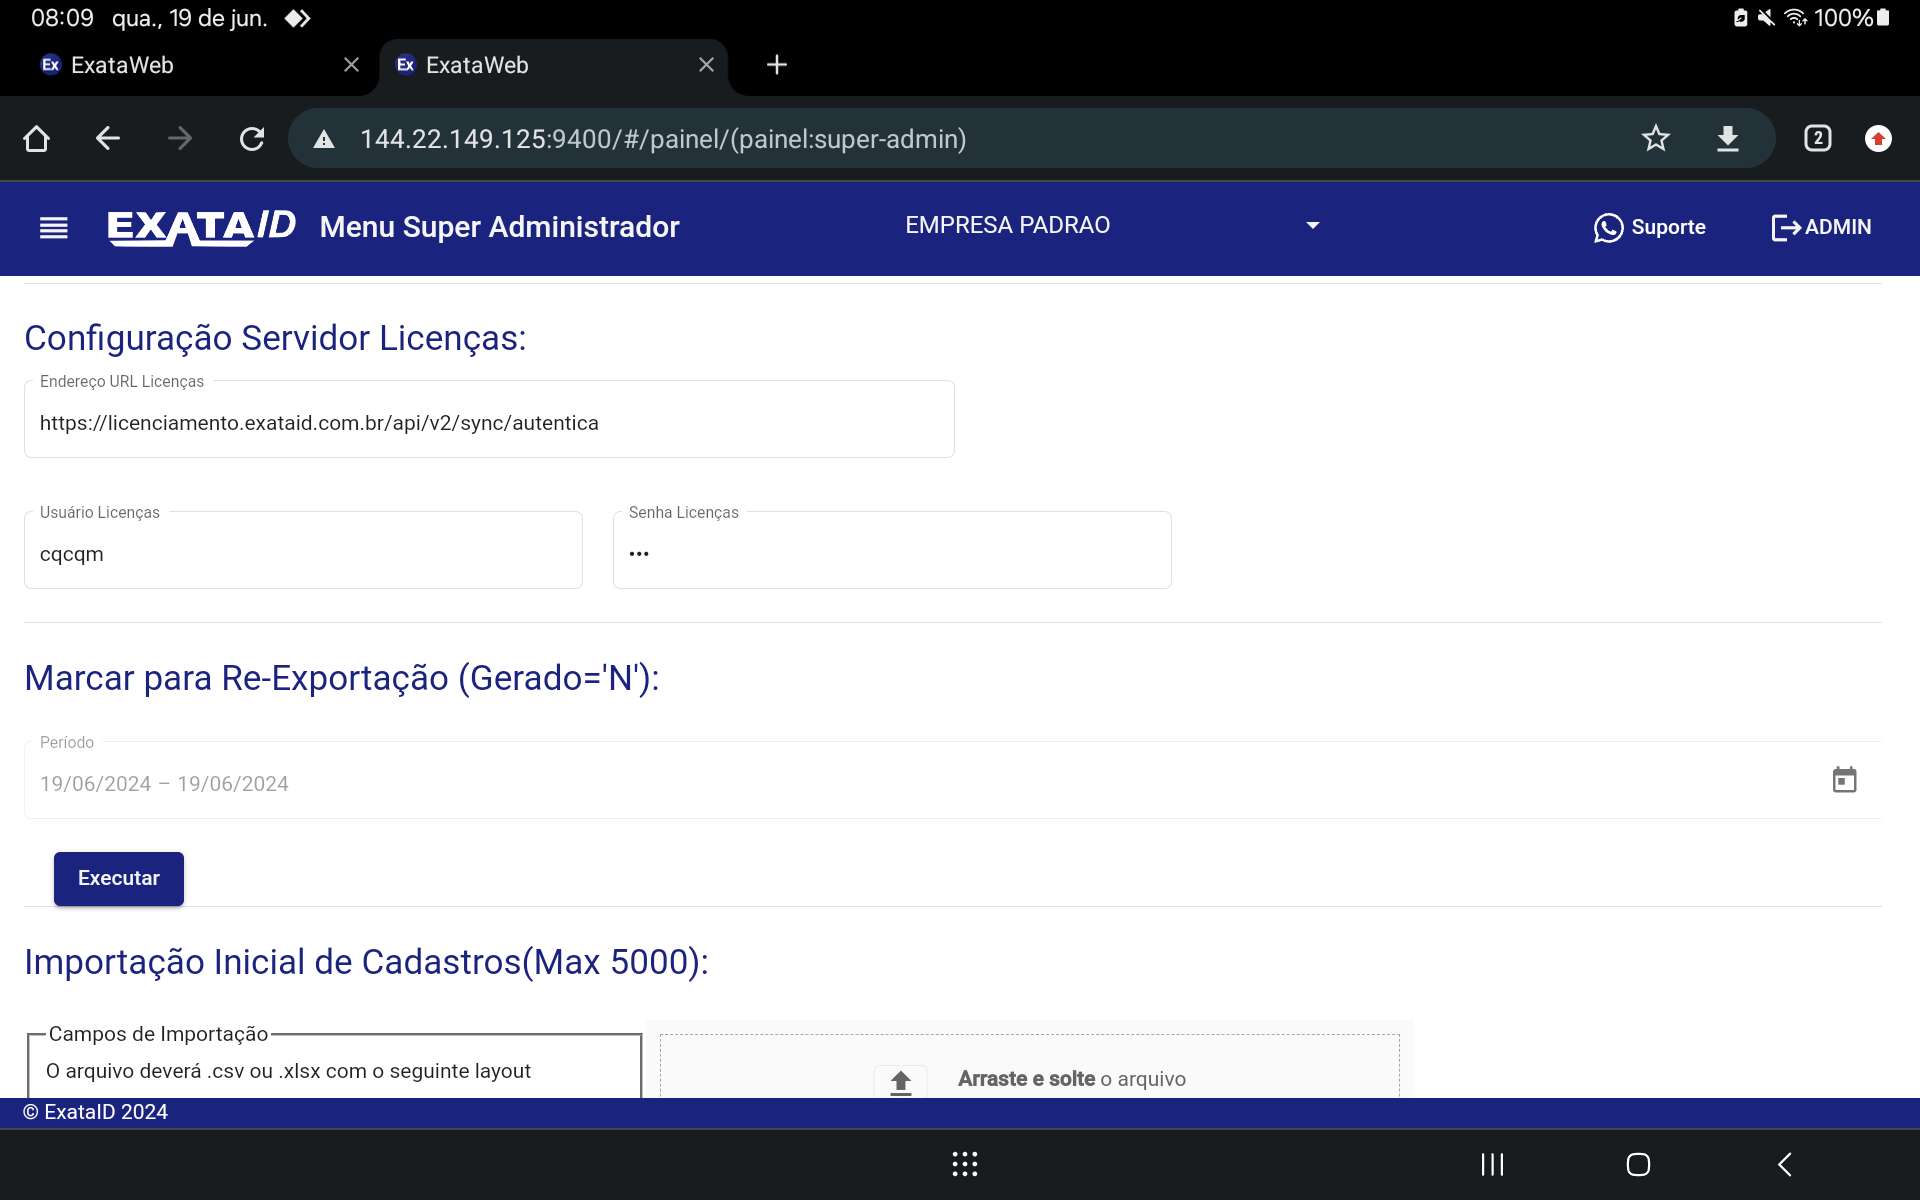 08:09 qua., 19 de jun. 100%
Ex ExataWeb Ex ExataWeb
144.22.149.125:9400/#/painel/(painel:super-admin) 2
EXATAID Menu Super Administrador EMPRESA PADRAO Suporte ADMIN
Configuração Servidor Licenças:
Endereço URL Licenças
https://licenciamento.exataid.com.br/api/v2/sync/autentica
Usuário Licenças Senha Licenças
cqcqm •••
Marcar para Re-Exportação (Gerado='N'):
Período
19/06/2024 – 19/06/2024
Executar
Importação Inicial de Cadastros(Max 5000):
Campos de Importação
O arquivo deverá .csv ou .xlsx com o seguinte layout
Arraste e solte o arquivo
© ExataID 2024